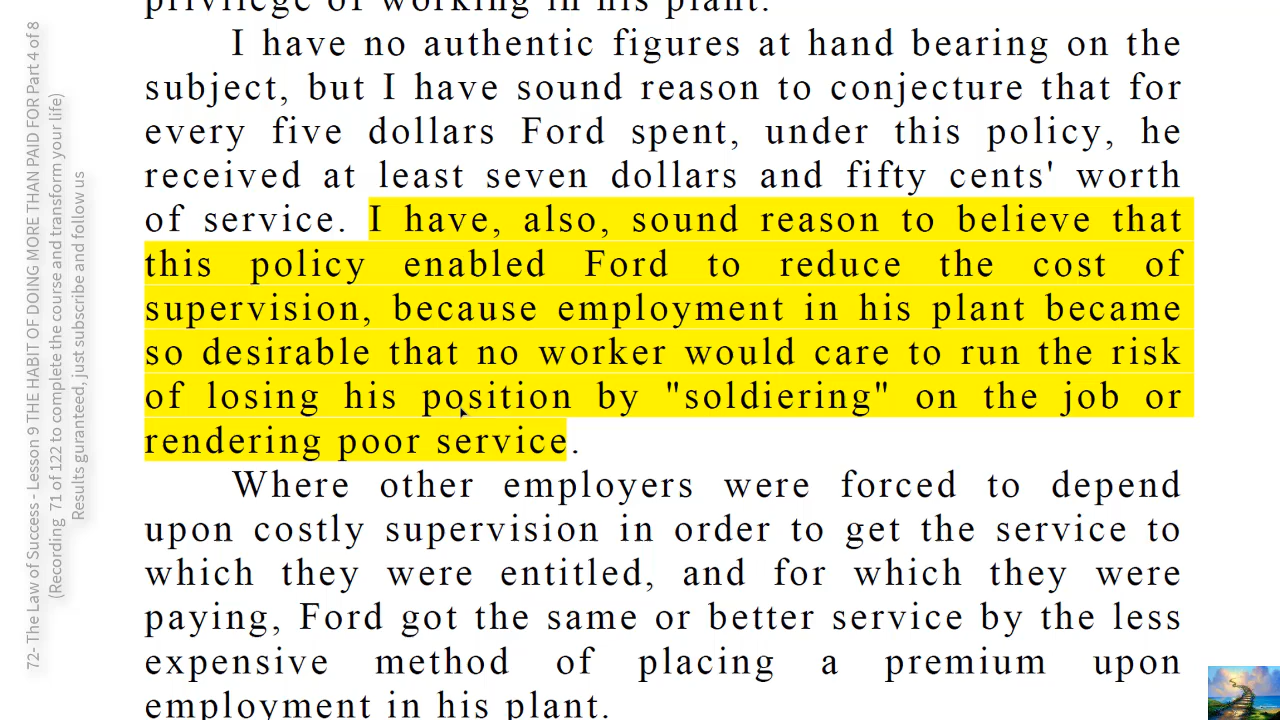 privilege of working in his plant.
I have no authentic figures at hand bearing on the
subject, but I have sound reason to conjecture that for
every five dollars Ford spent, under this policy, he
received at least seven dollars and fifty cents' worth
of service. I have, also, sound reason to believe that
this policy enabled Ford to reduce the cost of
supervision, because employment in his plant became
so desirable that no worker would care to run the risk
of losing his position by "soldiering" on the job or
rendering poor service.
Where other employers were forced to depend
upon costly supervision in order to get the service to
which they were entitled, and for which they were
paying, Ford got the same or better service by the less
expensive method of placing a premium upon
employment in his plant.
72- The Law of Success - Lesson 9 THE HABIT OF DOING MORE THAN PAID FOR Part 4 of 8
(Recording 71 of 122 to complete the course and transform your life)
Results guranteed, just subscribe and follow us